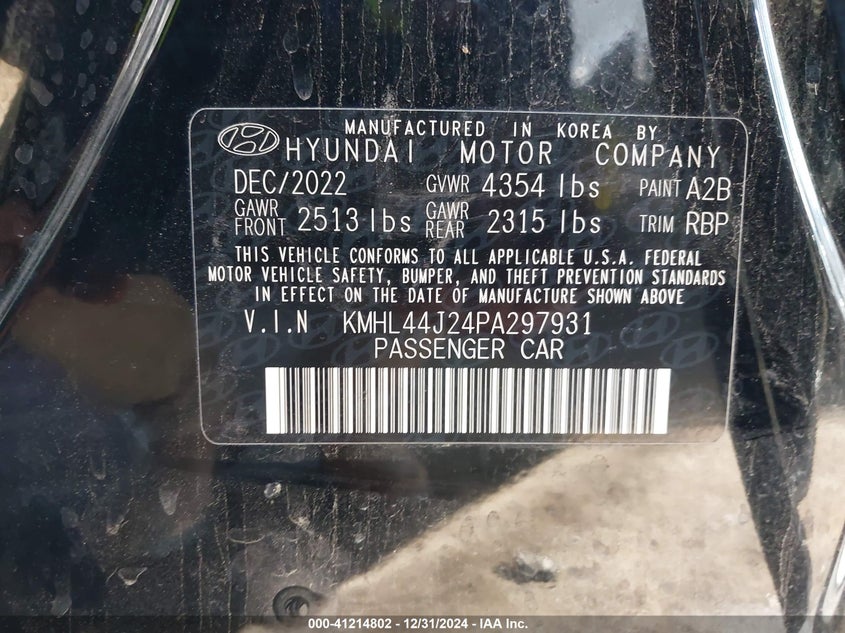 MANUFACTURED IN KOREA BY
HYUNDAI MOTOR COMPANY
DEC/2022 GVWR 4354 lbs PAINT A2B
GAWR FRONT 2513 lbs GAWR REAR 2315 lbs TRIM RBP
THIS VEHICLE CONFORMS TO ALL APPLICABLE U.S.A. FEDERAL
MOTOR VEHICLE SAFETY, BUMPER, AND THEFT PREVENTION STANDARDS
IN EFFECT ON THE DATE OF MANUFACTURE SHOWN ABOVE
V.I.N KMHL44J24PA297931
PASSENGER CAR
000-41214802 - 12/31/2024 - IAA Inc.